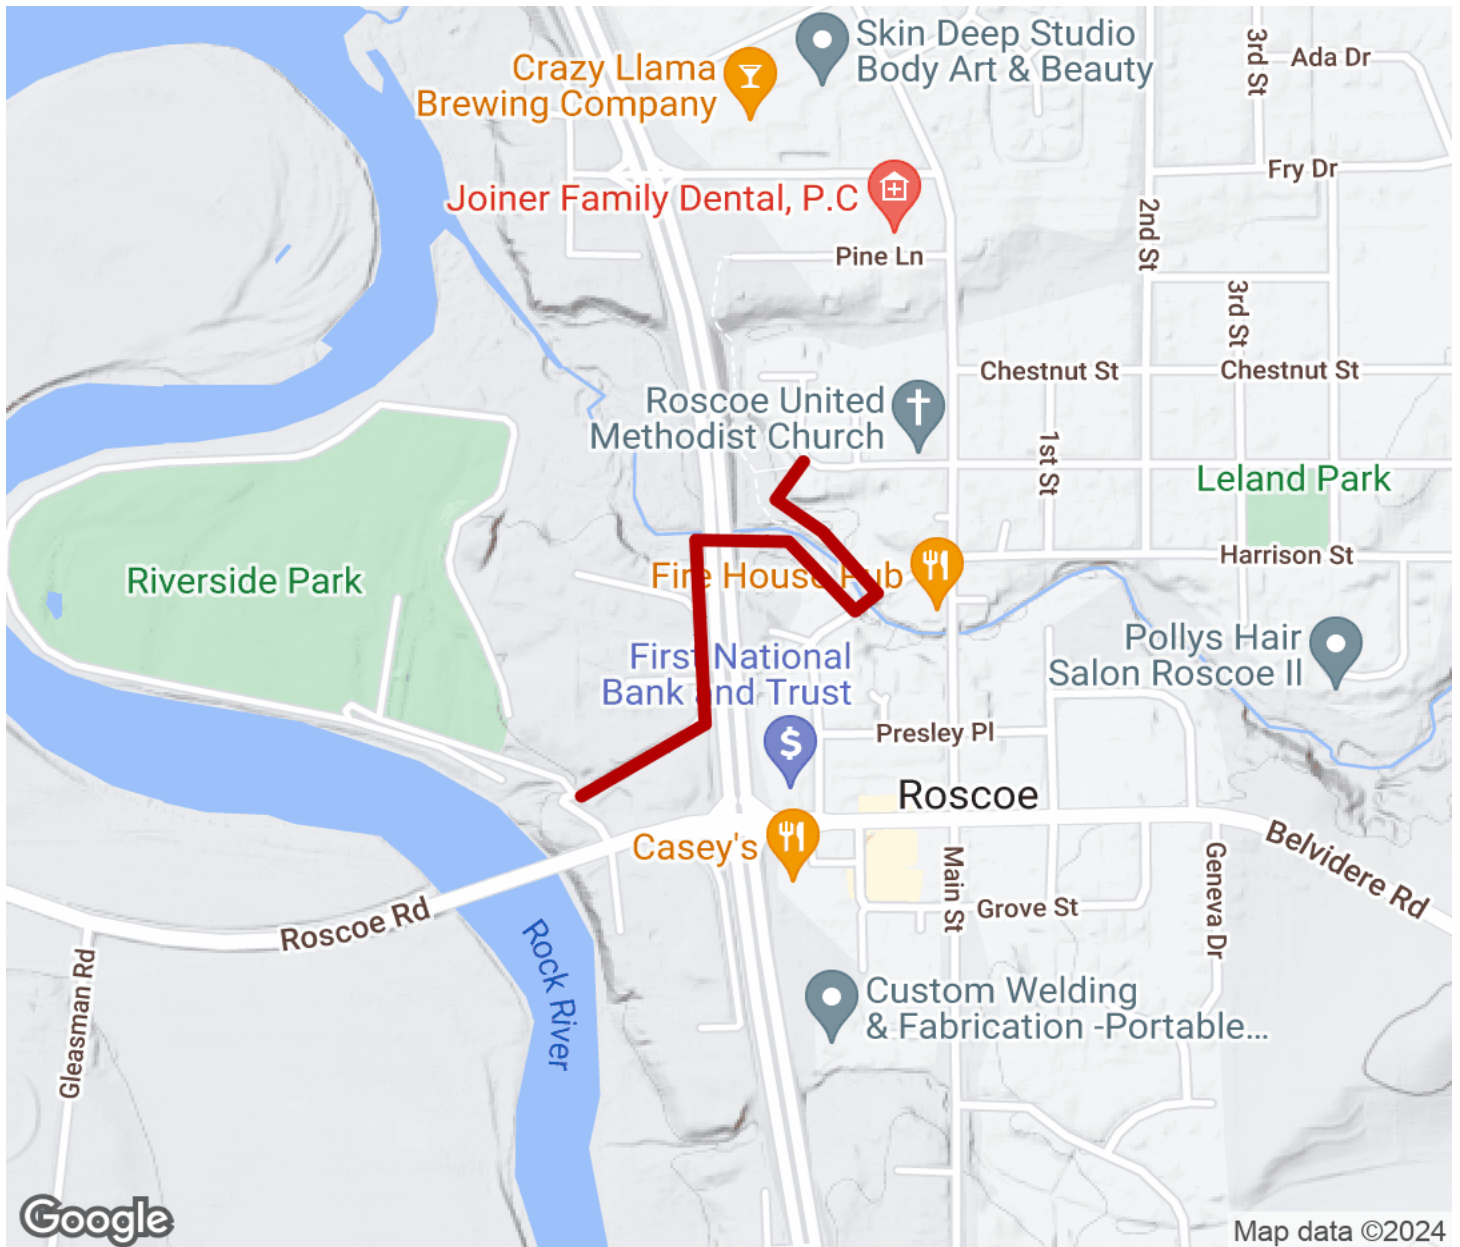 Skin Deep Studio
Body Art & Beauty
3rd St
Ada Dr
Crazy Llama
Brewing Company
Fry Dr
Joiner Family Dental, P.C
2nd St
Pine Ln
3rd St
Chestnut St
Chestnut St
Roscoe United
Methodist Church
1st St
Leland Park
Harrison St
Riverside Park
Fire House Pub
Pollys Hair
Salon Roscoe Il
First National
Bank and Trust
Presley Pl
Roscoe
Casey's
Belvidere Rd
Main St
Geneva Dr
Grove St
Roscoe Rd
Rock River
Gleasman Rd
Custom Welding
& Fabrication -Portable...
Google
Map data ©2024